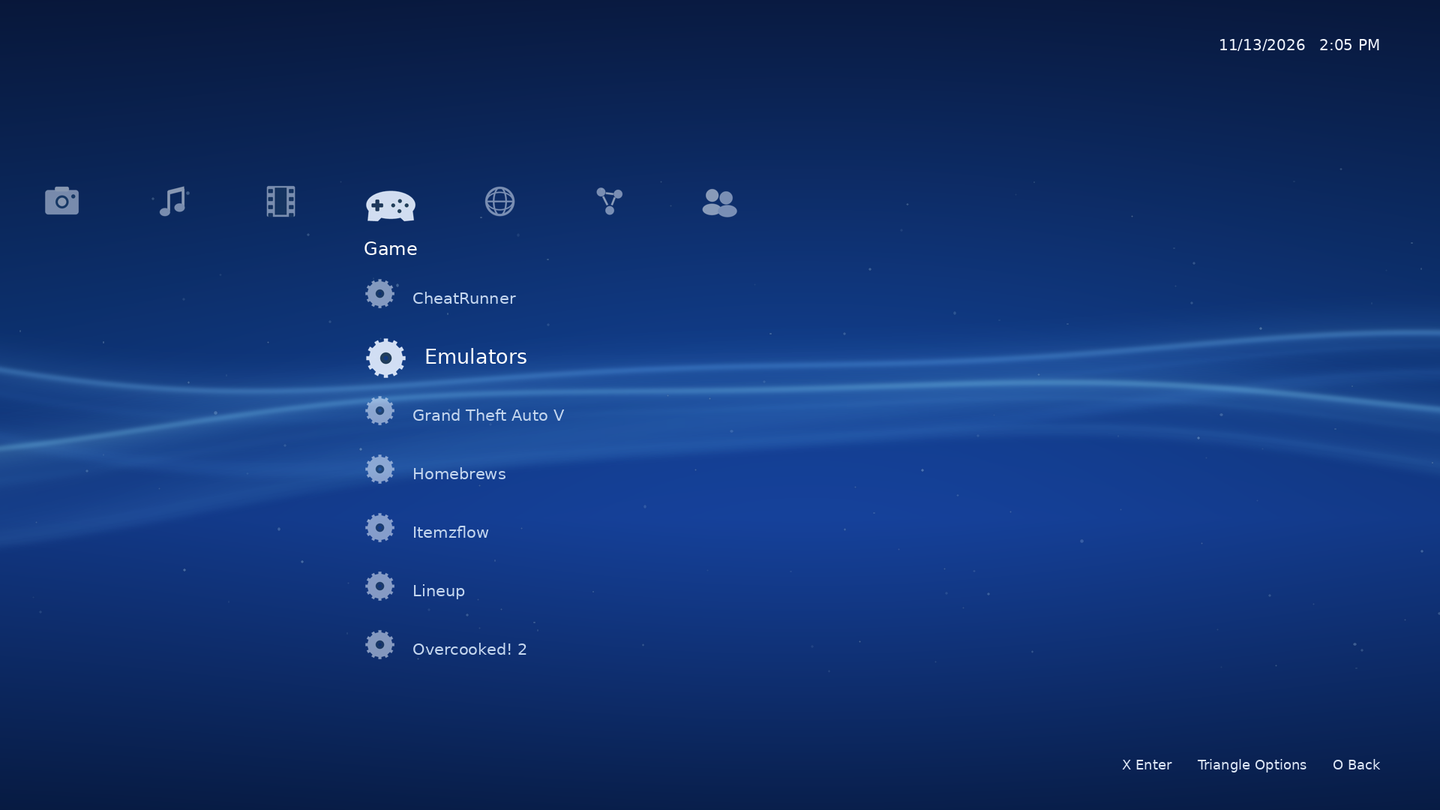 11/13/2026 2:05 PM
Game
CheatRunner
Emulators
Grand Theft Auto V
Homebrews
Itemzflow
Lineup
Overcooked! 2
X Enter Triangle Options O Back